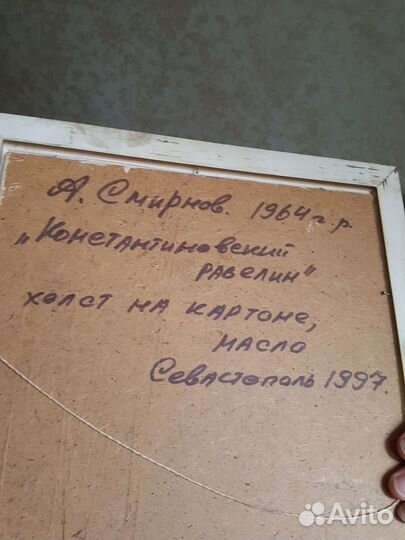 А. Смирнов. 1964 г.р.
„Константиновский
равелин"
холст на картоне,
масло
Севастополь 1997.
Avito